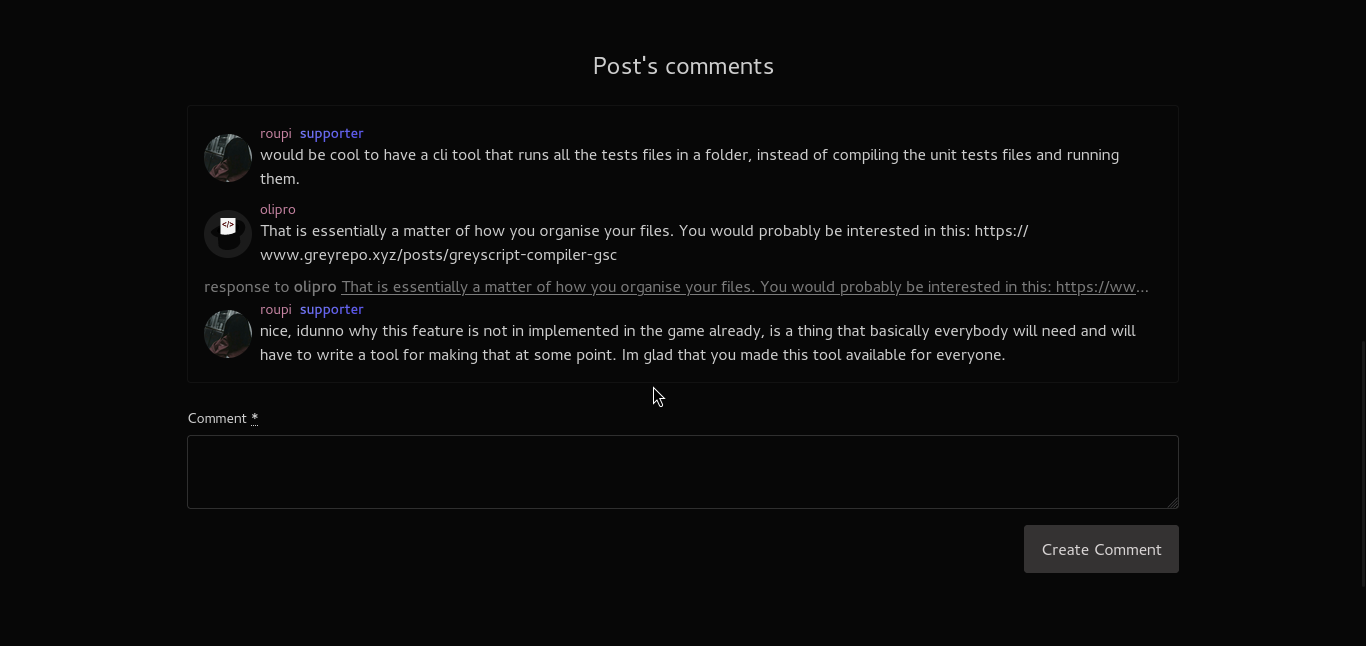 Post's comments
roupi supporter
would be cool to have a cli tool that runs all the tests files in a folder, instead of compiling the unit tests files and running
them.
olipro
</>
That is essentially a matter of how you organise your files. You would probably be interested in this: https://
www.greyrepo.xyz/posts/greyscript-compiler-gsc
response to olipro That is essentially a matter of how you organise your files. You would probably be interested in this: https://ww...
roupi supporter
nice, idunno why this feature is not in implemented in the game already, is a thing that basically everybody will need and will
have to write a tool for making that at some point. Im glad that you made this tool available for everyone.
Comment *
Create Comment